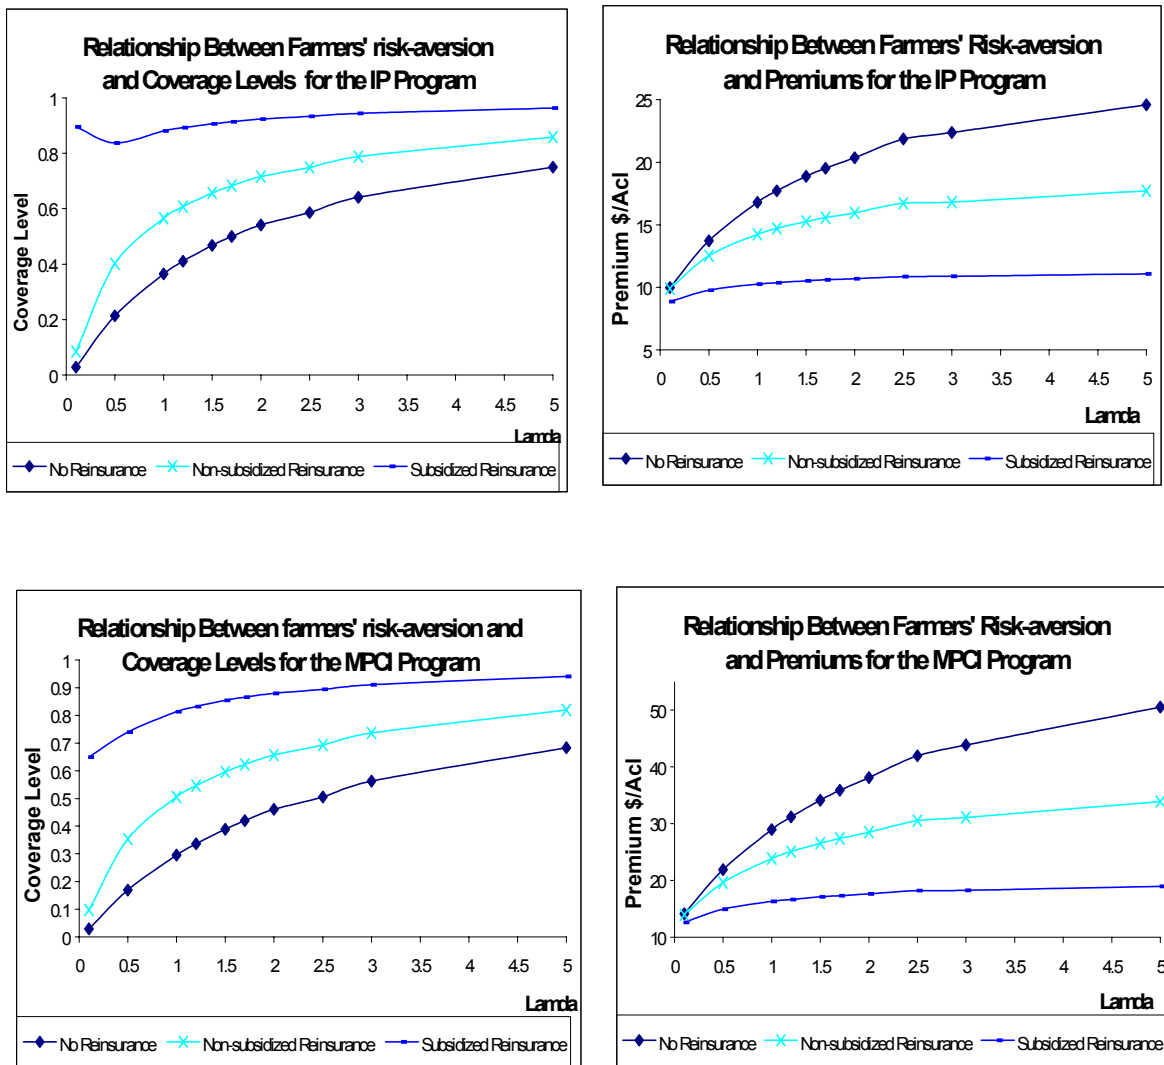 Relationship Between Farmers' risk-aversion
and Coverage Levels for the IP Program
Coverage Level
1
0.8
0.6
0.4
0.2
0
0 0.5 1 1.5 2 2.5 3 3.5 4 4.5 5
Lamda
No Reinsurance Non-subsidized Reinsurance Subsidized Reinsurance
Relationship Between Farmers' Risk-aversion
and Premiums for the IP Program
Premium $/Acl
25
20
15
10
5
0 0.5 1 1.5 2 2.5 3 3.5 4 4.5 5
Lamda
No Reinsurance Non-subsidized Reinsurance Subsidized Reinsurance
Relationship Between farmers' risk-aversion and
Coverage Levels for the MPCI Program
Coverage Level
1
0.9
0.8
0.7
0.6
0.5
0.4
0.3
0.2
0.1
0
0 0.5 1 1.5 2 2.5 3 3.5 4 4.5 5
Lamda
No Reinsurance Non-subsidized Reinsurance Subsidized Reinsurance
Relationship Between Farmers' Risk-aversion
and Premiums for the MPCI Program
Premium $/Acl
50
40
30
20
10
0 0.5 1 1.5 2 2.5 3 3.5 4 4.5 5
Lamda
No Reinsurance Non-subsidized Reinsurance Subsidized Reinsurance